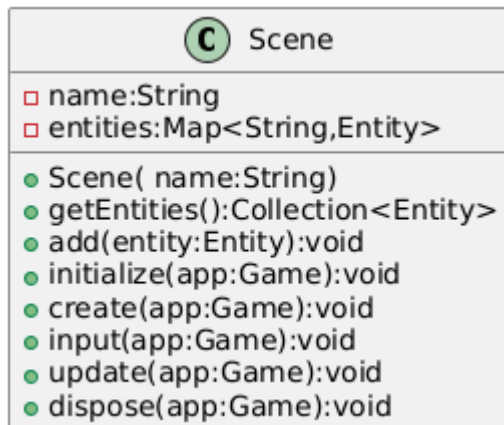 C Scene
name:String
entities:Map<String,Entity>
Scene( name:String)
getEntities():Collection<Entity>
add(entity:Entity):void
initialize(app:Game):void
create(app:Game):void
input(app:Game):void
update(app:Game):void
dispose(app:Game):void